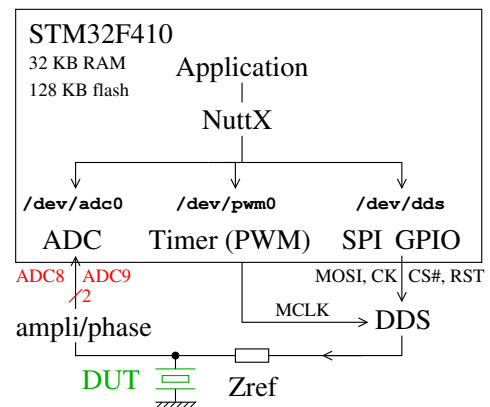 STM32F410
32 KB RAM
128 KB flash
Application
NuttX
/dev/adc0 /dev/pwm0 /dev/dds
ADC Timer (PWM) SPI GPIO
ADC8 ADC9 MOSI, CK CS#, RST
2
MCLK
ampli/phase DDS
DUT Zref